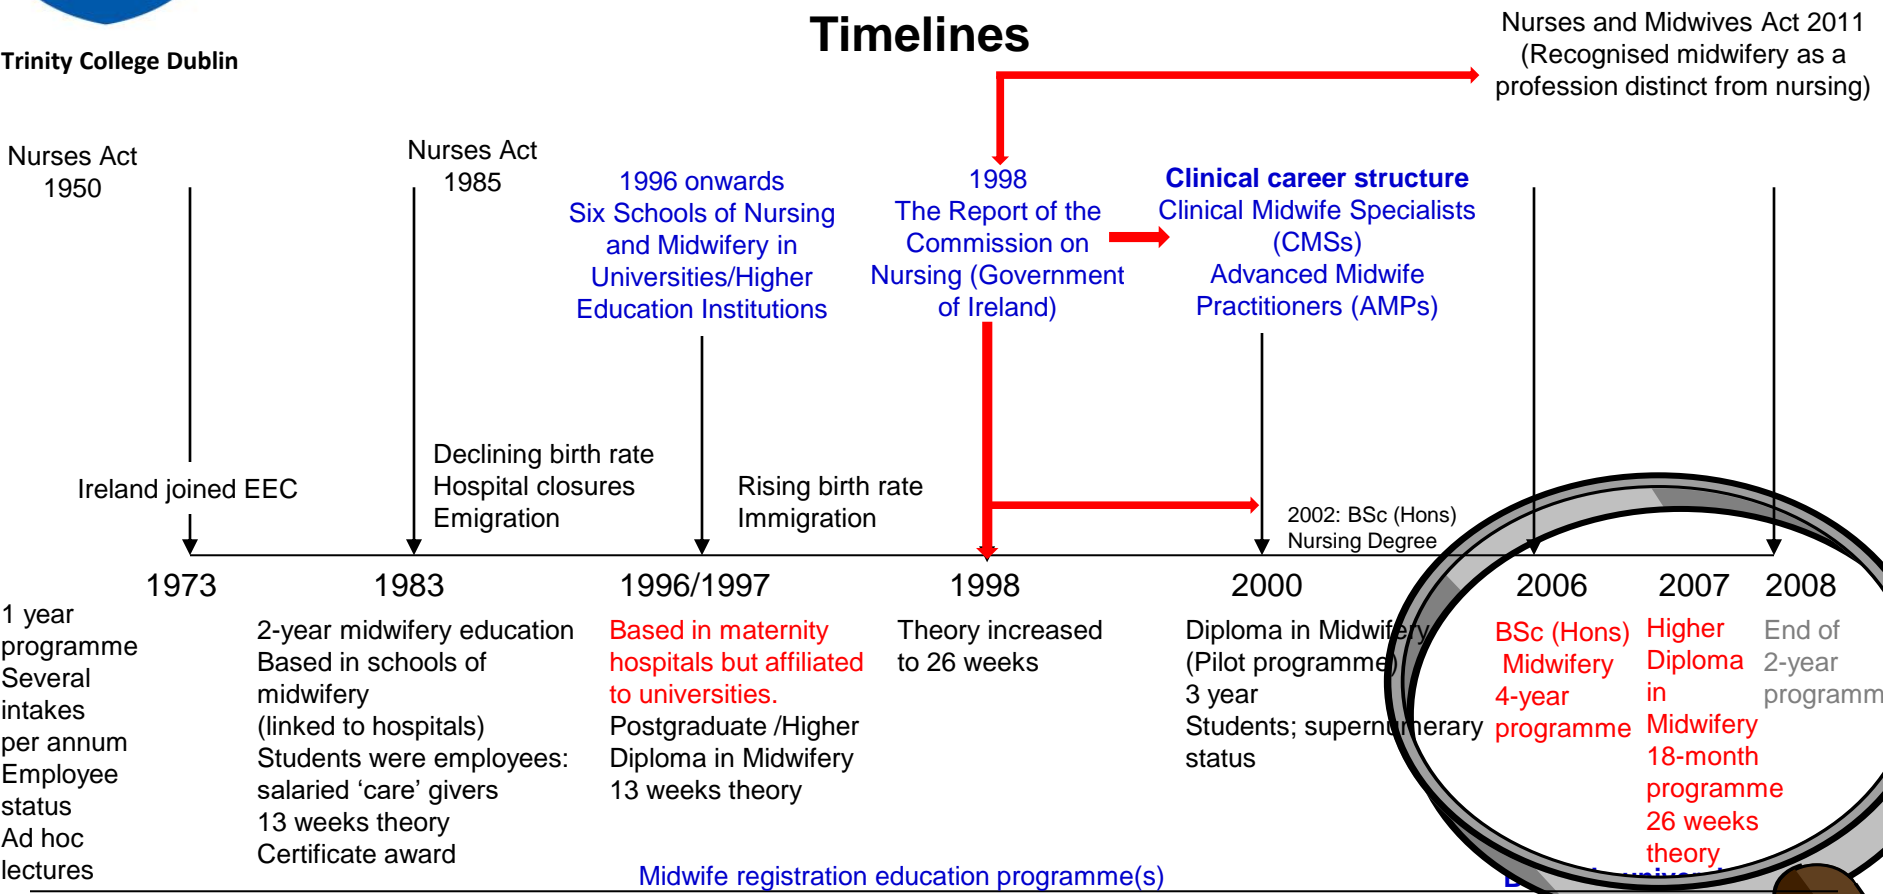 Timelines
Trinity College Dublin
Nurses and Midwives Act 2011
(Recognised midwifery as a
profession distinct from nursing)
Nurses Act
1950
Nurses Act
1985
1996 onwards
Six Schools of Nursing
and Midwifery in
Universities/Higher
Education Institutions
1998
The Report of the
Commission on
Nursing (Government
of Ireland)
Clinical career structure
Clinical Midwife Specialists
(CMSs)
Advanced Midwife
Practitioners (AMPs)
Ireland joined EEC
Declining birth rate
Hospital closures
Emigration
Rising birth rate
Immigration
2002: BSc (Hons)
Nursing Degree
1973
1 year
programme
Several
intakes
per annum
Employee
status
Ad hoc
lectures
1983
2-year midwifery education
Based in schools of
midwifery
(linked to hospitals)
Students were employees:
salaried ‘care’ givers
13 weeks theory
Certificate award
1996/1997
Based in maternity
hospitals but affiliated
to universities.
Postgraduate /Higher
Diploma in Midwifery
13 weeks theory
1998
Theory increased
to 26 weeks
2000
Diploma in Midwifery
(Pilot programme)
3 year
Students; supernumerary
status
2006
BSc (Hons)
Midwifery
4-year
programme
2007
Higher
Diploma
in
Midwifery
18-month
programme
26 weeks
theory
2008
End of
2-year
programm
Midwife registration education programme(s)